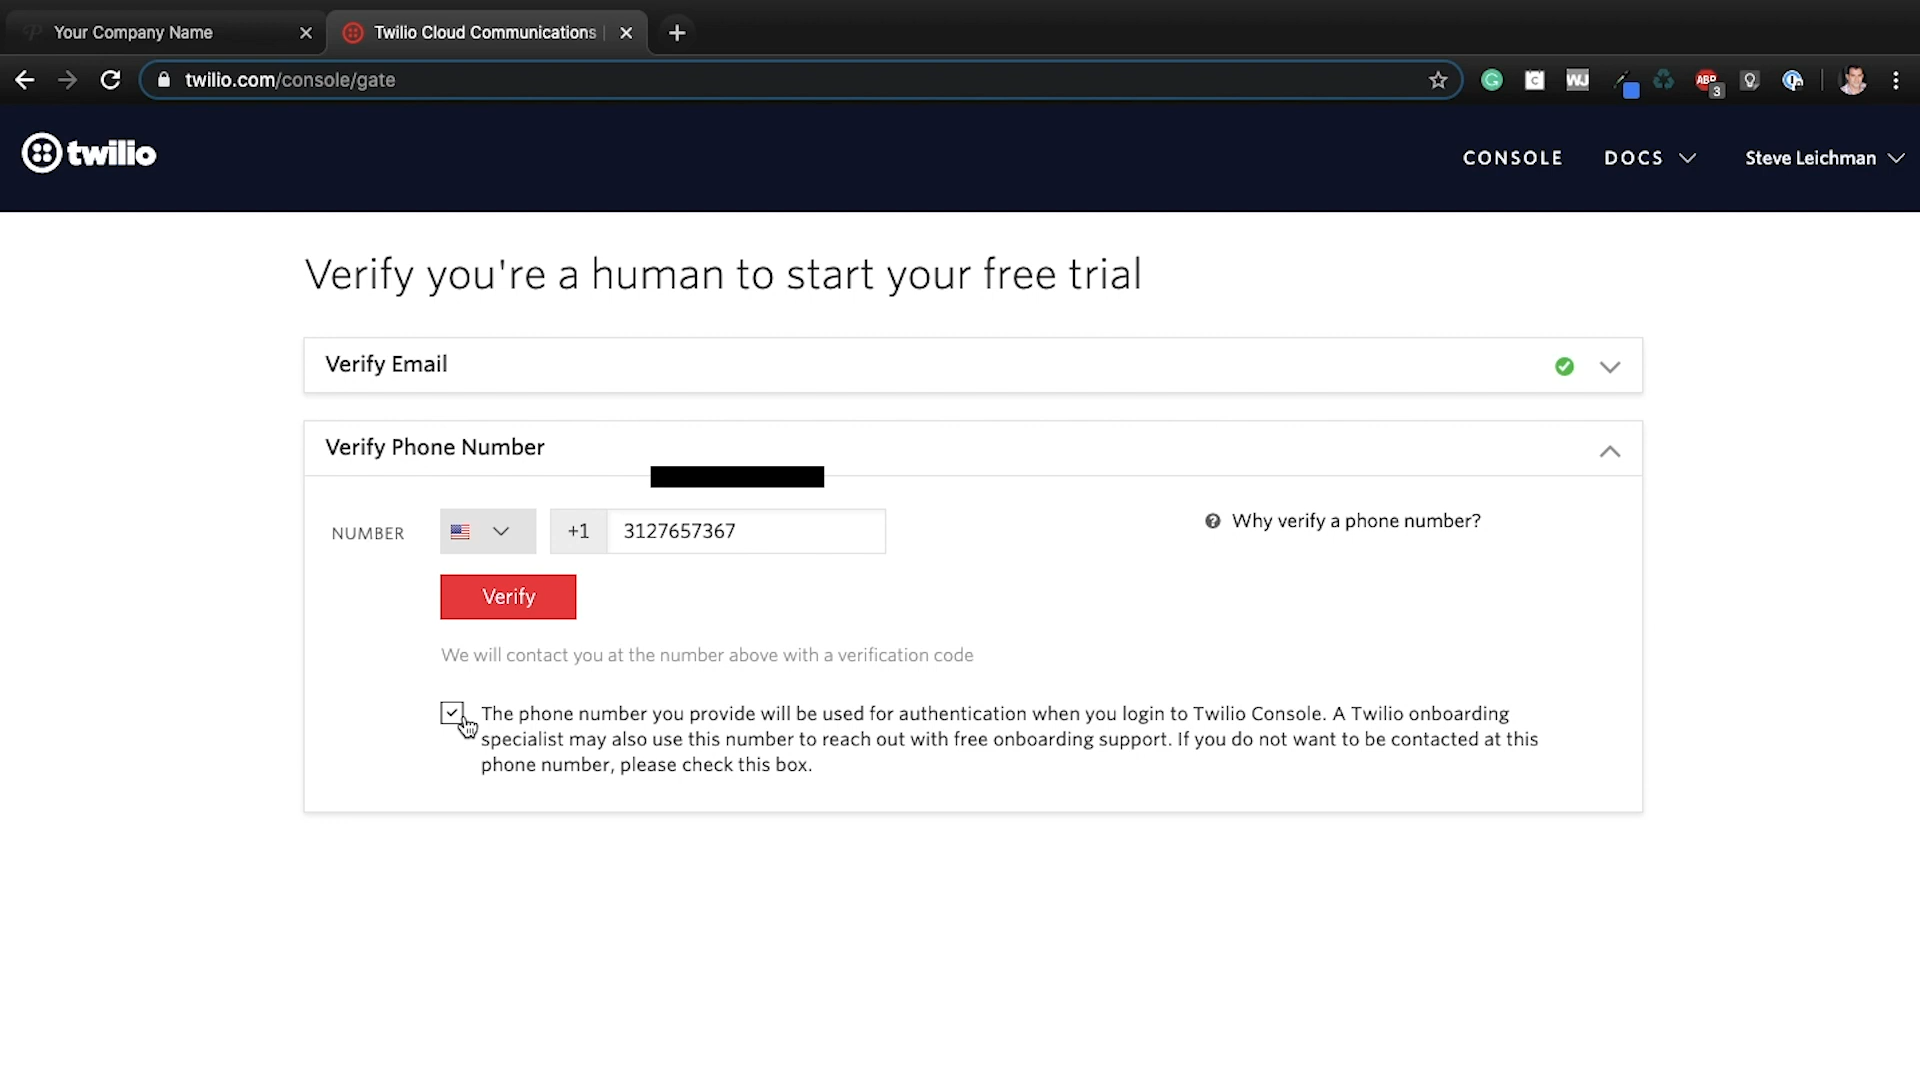 Your Company Name
Twilio Cloud Communications
twilio.com/console/gate
WJ
ABP
3
twilio
CONSOLE
DOCS
Steve Leichman
Verify you're a human to start your free trial
Verify Email
Verify Phone Number
NUMBER
+1
3127657367
Why verify a phone number?
Verify
We will contact you at the number above with a verification code
The phone number you provide will be used for authentication when you login to Twilio Console. A Twilio onboarding
specialist may also use this number to reach out with free onboarding support. If you do not want to be contacted at this
phone number, please check this box.